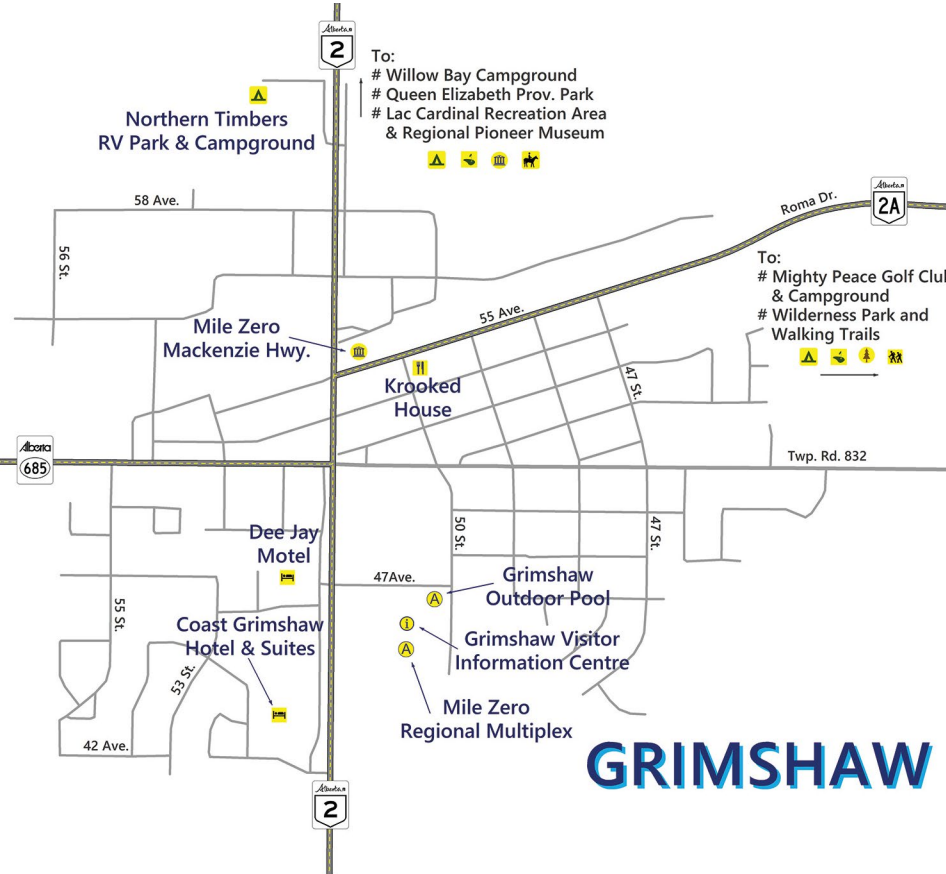 Alberta
2
To:
# Willow Bay Campground
# Queen Elizabeth Prov. Park
# Lac Cardinal Recreation Area
& Regional Pioneer Museum
Northern Timbers
RV Park & Campground
58 Ave.
56 St.
Roma Dr.
Alberta
2A
To:
# Mighty Peace Golf Club
& Campground
# Wilderness Park and
Walking Trails
55 Ave.
Mile Zero
Mackenzie Hwy.
Krooked
House
47 St.
Alberta
685
Twp. Rd. 832
Dee Jay
Motel
50 St.
47 St.
47Ave.
Grimshaw
Outdoor Pool
A
55 St.
Coast Grimshaw
Hotel & Suites
i
Grimshaw Visitor
Information Centre
A
53 St.
Mile Zero
Regional Multiplex
42 Ave.
GRIMSHAW
Alberta
2